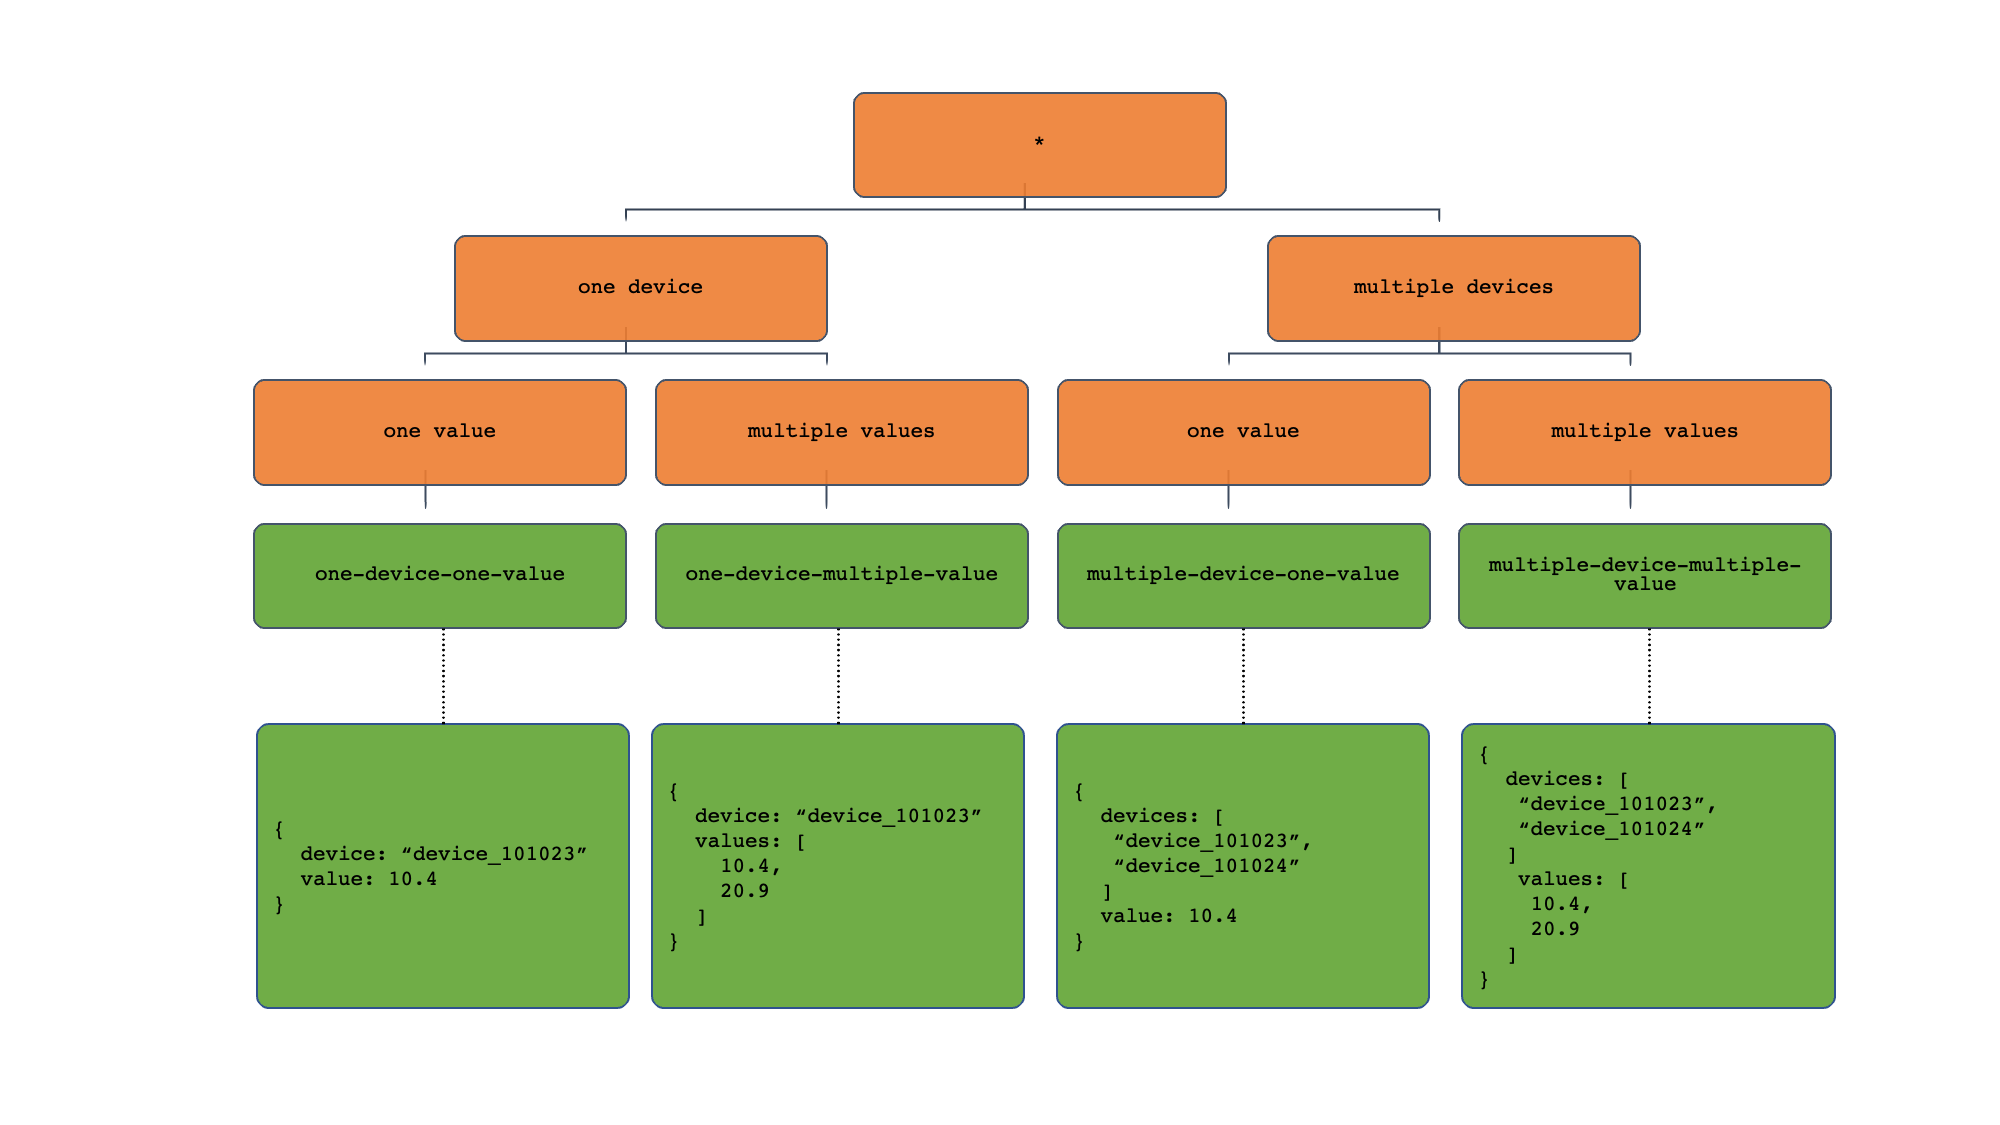 *
one device
multiple devices
one value
multiple values
one value
multiple values
one-device-one-value
one-device-multiple-value
multiple-device-one-value
multiple-device-multiple-
value
{
  device: “device_101023”
  value: 10.4
}
{
  device: “device_101023”
  values: [
    10.4,
    20.9
  ]
}
{
  devices: [
   “device_101023”,
   “device_101024”
  ]
  value: 10.4
}
{
  devices: [
   “device_101023”,
   “device_101024”
  ]
   values: [
    10.4,
    20.9
  ]
}